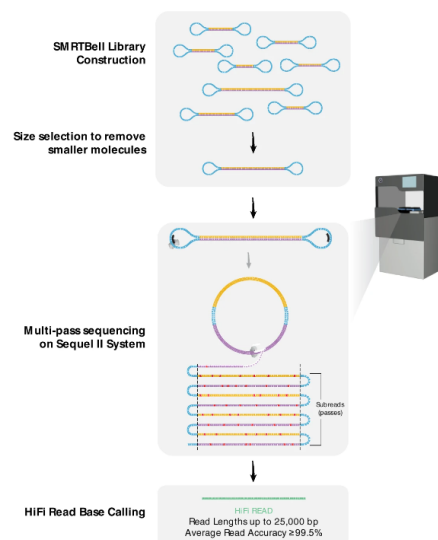 SMRTBell Library
Construction
Size selection to remove
smaller molecules
Multi-pass sequencing
on Sequel II System
Subreads
(passes)
HiFi Read Base Calling
HiFi READ
Read Lengths up to 25,000 bp
Average Read Accuracy ≥99.5%